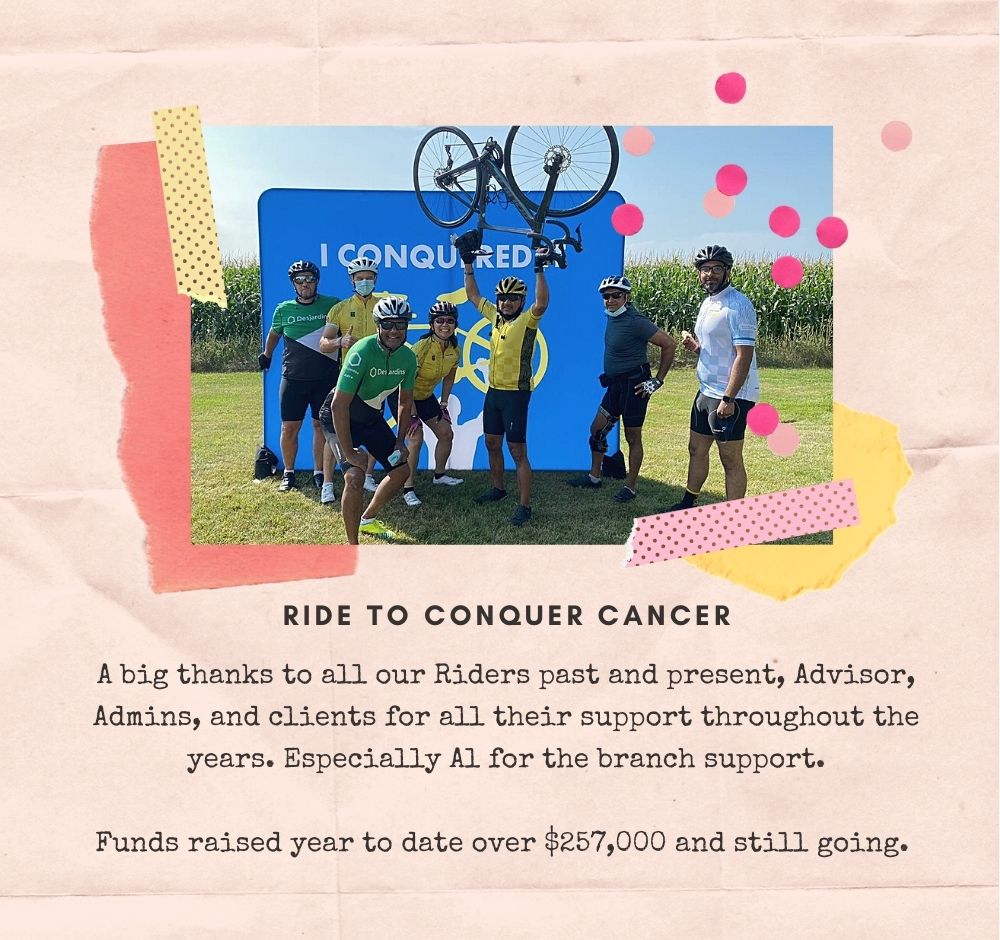 I CONQUERED
Desjardins
Desjardins
RIDE TO CONQUER CANCER
A big thanks to all our Riders past and present, Advisor,
Admins, and clients for all their support throughout the
years. Especially Al for the branch support.
Funds raised year to date over $257,000 and still going.